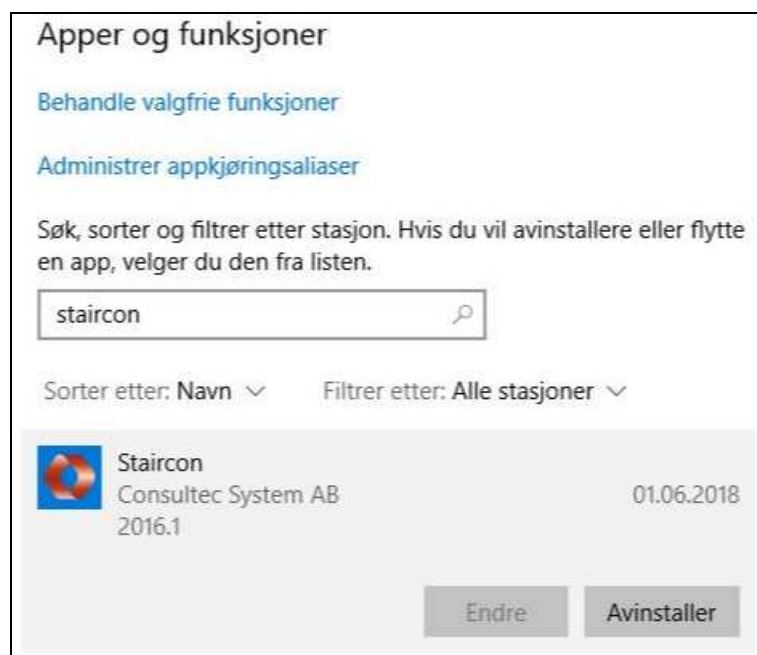 Apper og funksjoner
Behandle valgfrie funksjoner
Administrer appkjøringsaliaser
Søk, sorter og filtrer etter stasjon. Hvis du vil avinstallere eller flytte
en app, velger du den fra listen.
staircon
Sorter etter: Navn Filtrer etter: Alle stasjoner
Staircon
Consultec System AB 01.06.2018
2016.1
Endre Avinstaller